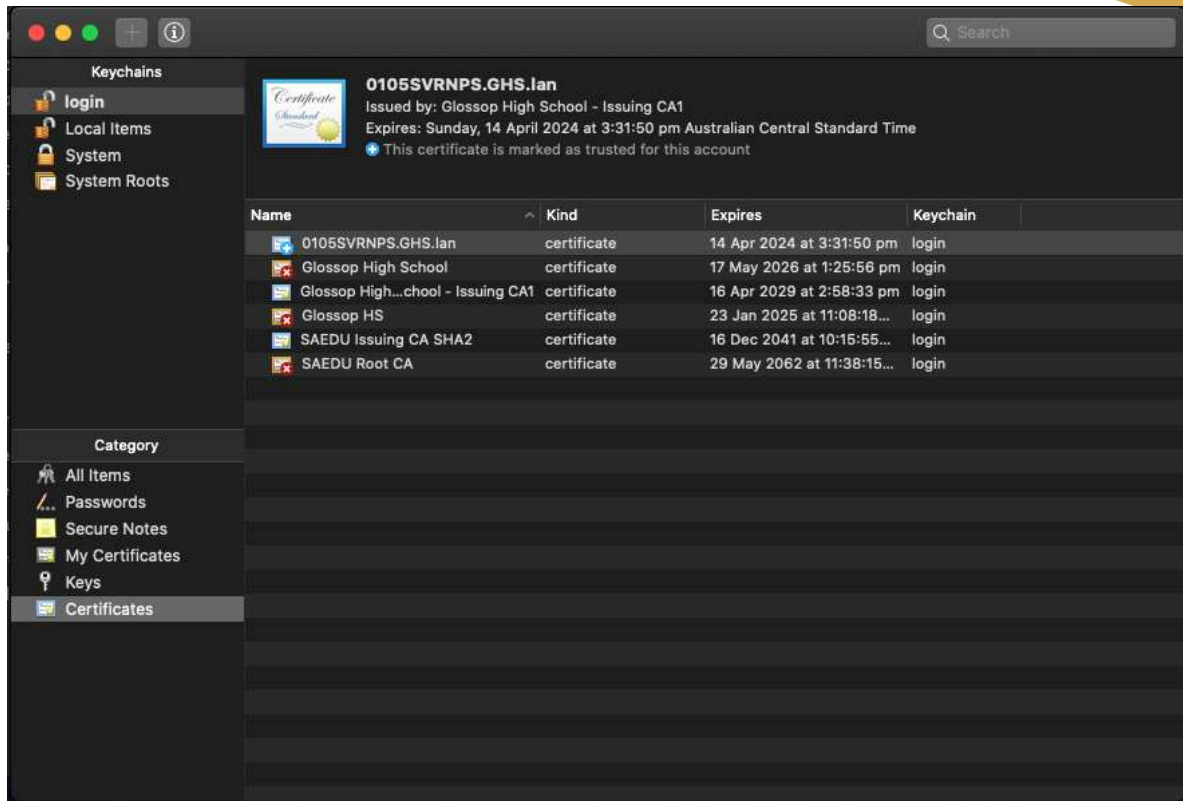 Search
Keychains
login
Local Items
System
System Roots
Certificate
Standard
0105SVRNPS.GHS.lan
Issued by: Glossop High School - Issuing CA1
Expires: Sunday, 14 April 2024 at 3:31:50 pm Australian Central Standard Time
This certificate is marked as trusted for this account
Name Kind Expires Keychain
0105SVRNPS.GHS.lan certificate 14 Apr 2024 at 3:31:50 pm login
Glossop High School certificate 17 May 2026 at 1:25:56 pm login
Glossop High...chool - Issuing CA1 certificate 16 Apr 2029 at 2:58:33 pm login
Glossop HS certificate 23 Jan 2025 at 11:08:18... login
SAEDU Issuing CA SHA2 certificate 16 Dec 2041 at 10:15:55... login
SAEDU Root CA certificate 29 May 2062 at 11:38:15... login
Category
All Items
Passwords
Secure Notes
My Certificates
Keys
Certificates